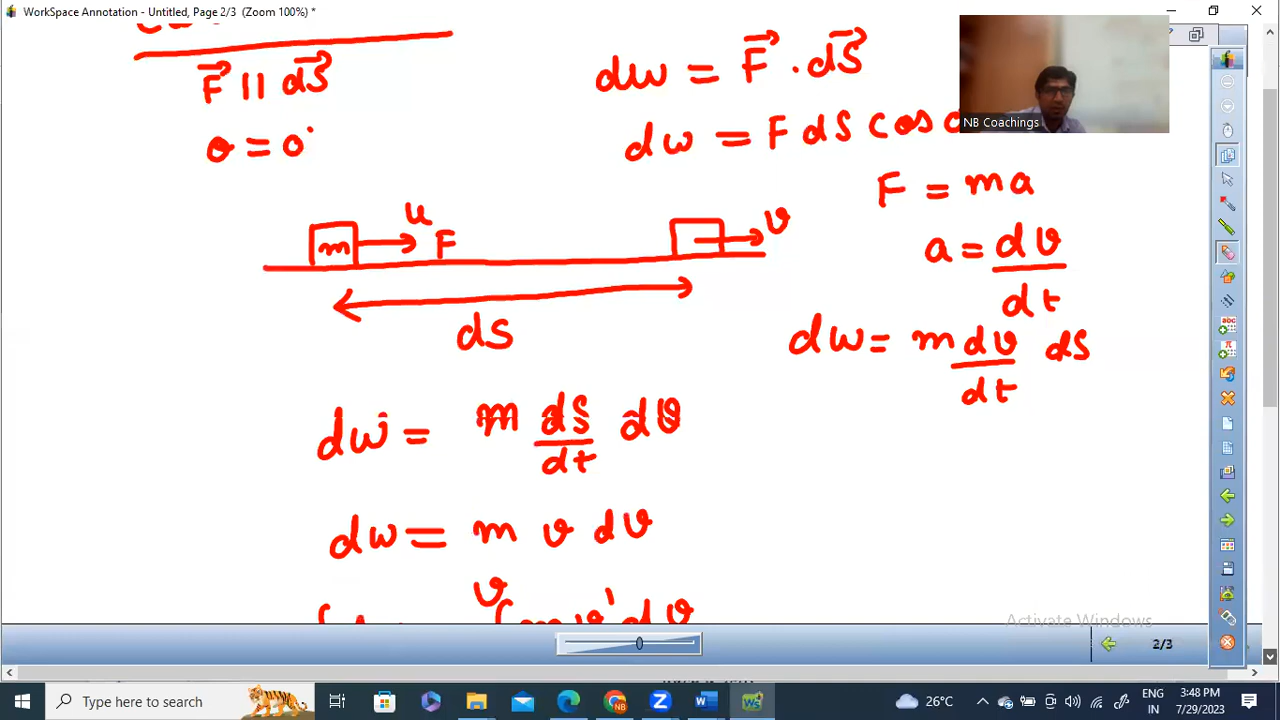 WorkSpace Annotation - Untitled, Page 2/3 (Zoom 100%) *
F⃗ || dS⃗
θ = 0°
dw = F⃗ . dS⃗
dw = F dS cos
NB Coachings
F = ma
a = dv/dt
m u F v
dS
dw = m dv/dt dS
dw = m dS/dt dv
dw = m v dv
v
m v' dv
Activate Windows
2/3
Type here to search
26°C
ENG
IN
3:48 PM
7/29/2023